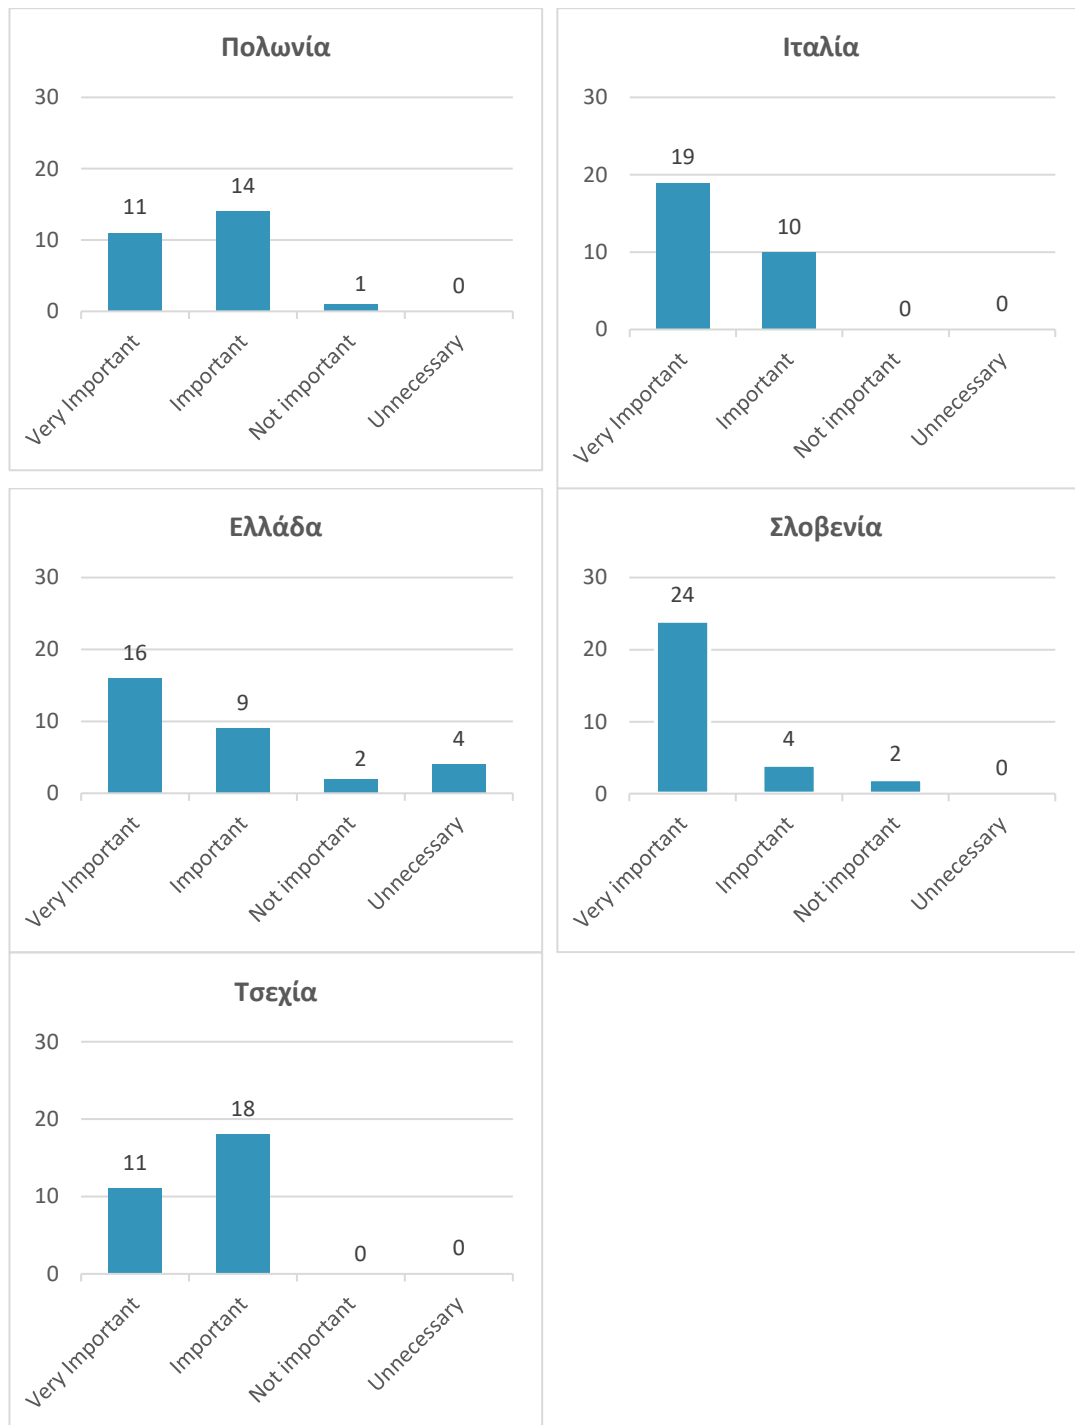 Πολωνία
30
20
10
0
11
14
1
0
Very Important
Important
Not important
Unnecessary
Ιταλία
30
20
10
0
19
10
0
0
Very Important
Important
Not important
Unnecessary
Ελλάδα
30
20
10
0
16
9
2
4
Very Important
Important
Not important
Unnecessary
Σλοβενία
30
20
10
0
24
4
2
0
Very important
Important
Not important
Unnecessary
Τσεχία
30
20
10
0
11
18
0
0
Very Important
Important
Not important
Unnecessary